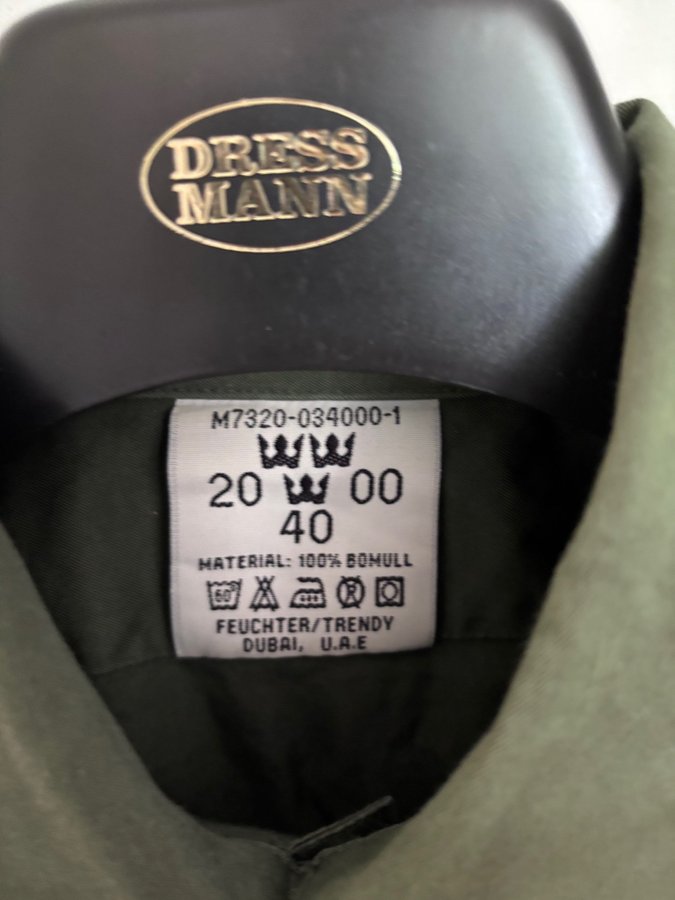 DRESS
MANN
M7320-034000-1
20 00
40
MATERIAL: 100% BOMULL
60°
FEUCHTER/TRENDY
DUBAI, U.A.E